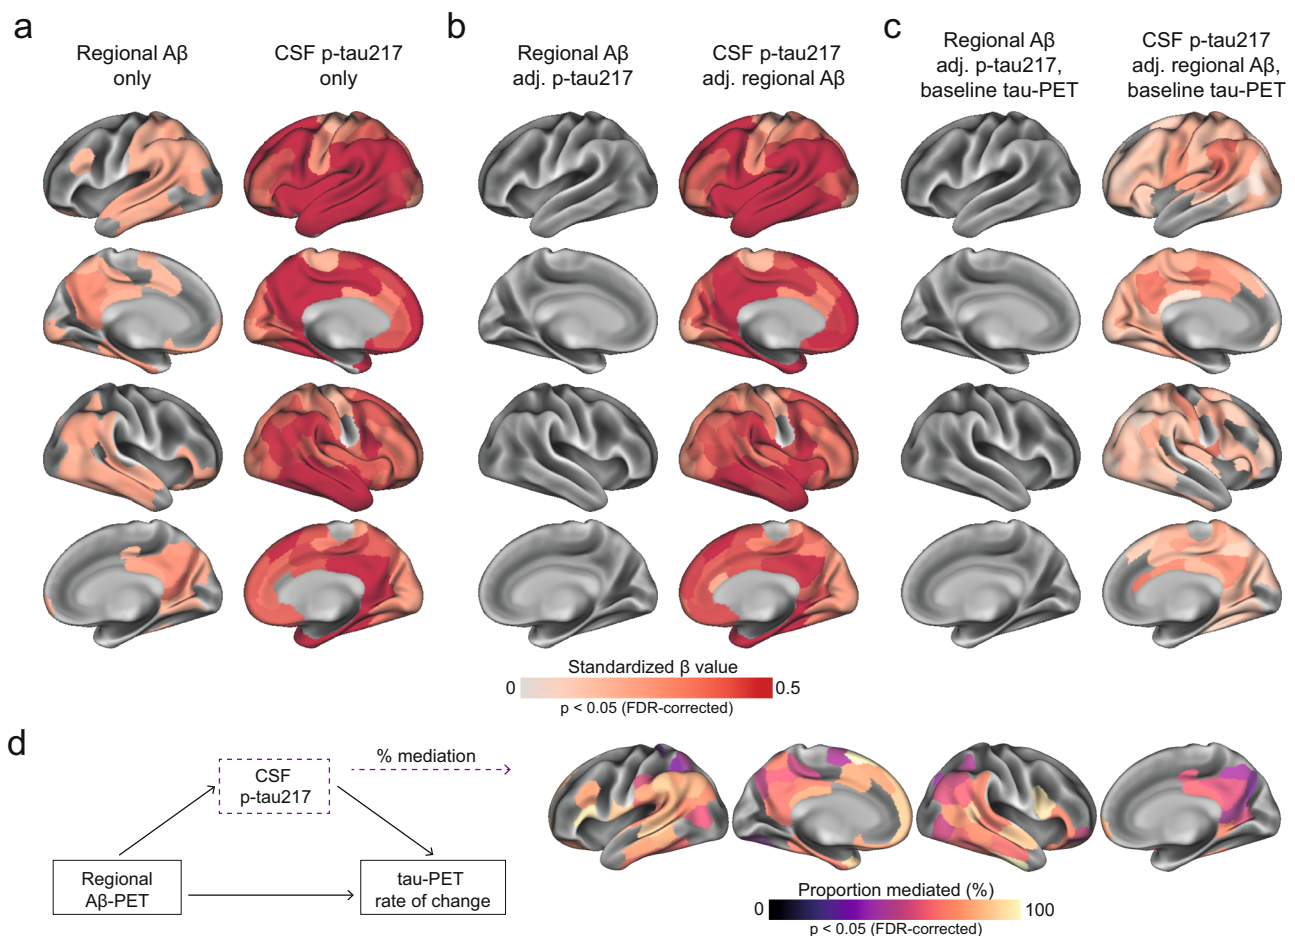 a
Regional Aβ
only
CSF p-tau217
only
b
Regional Aβ
adj. p-tau217
CSF p-tau217
adj. regional Aβ
c
Regional Aβ
adj. p-tau217,
baseline tau-PET
CSF p-tau217
adj. regional Aβ,
baseline tau-PET
Standardized β value
0
0.5
p < 0.05 (FDR-corrected)
d
CSF
p-tau217
% mediation
Regional
Aβ-PET
tau-PET
rate of change
Proportion mediated (%)
0
100
p < 0.05 (FDR-corrected)